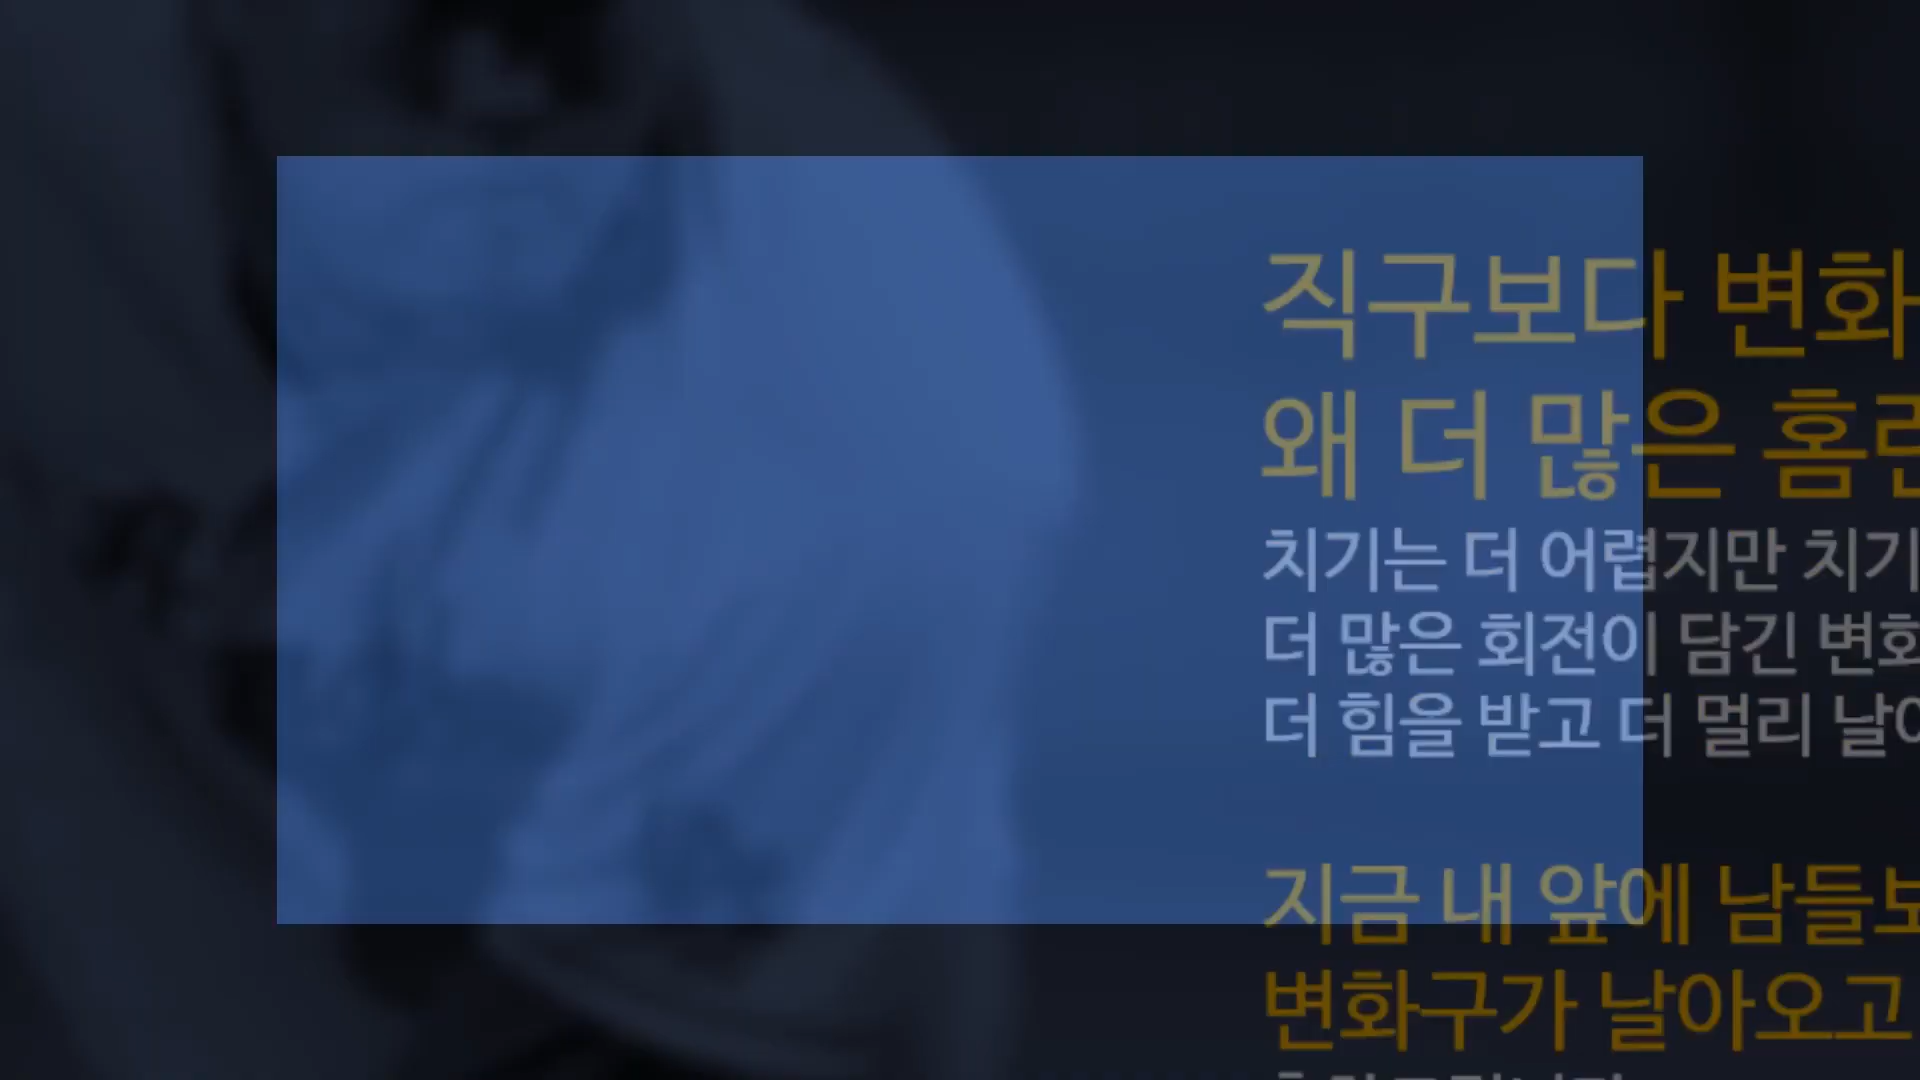 직구보다 변화
왜 더 많은 홈런
치기는 더 어렵지만 치기
더 많은 회전이 담긴 변화
더 힘을 받고 더 멀리 날아
지금 내 앞에 남들보
변화구가 날아오고